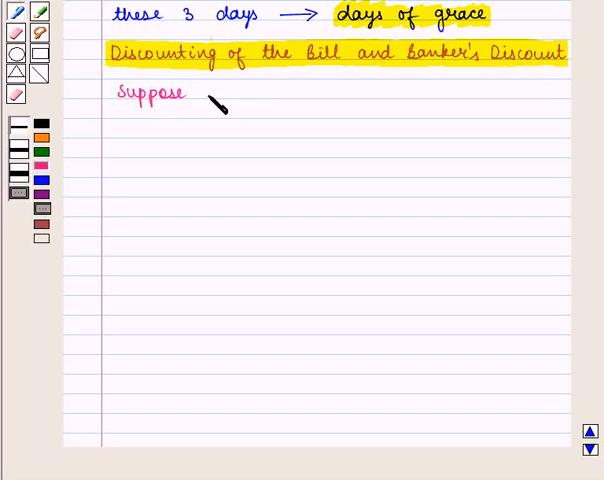 these 3 days ⟶ days of grace
Discounting of the Bill and Banker's Discount
Suppose